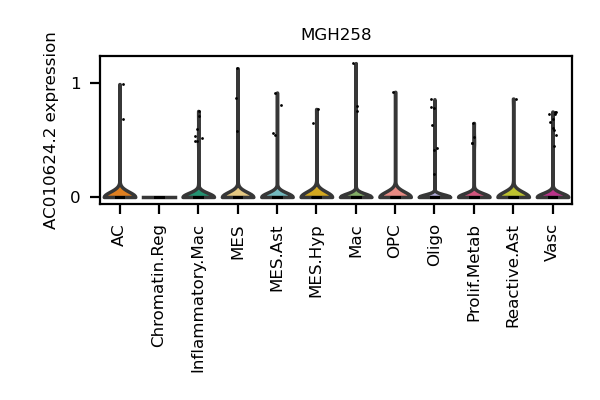 MGH258
AC010624.2 expression
1
0
AC
Chromatin.Reg
Inflammatory.Mac
MES
MES.Ast
MES.Hyp
Mac
OPC
Oligo
Prolif.Metab
Reactive.Ast
Vasc